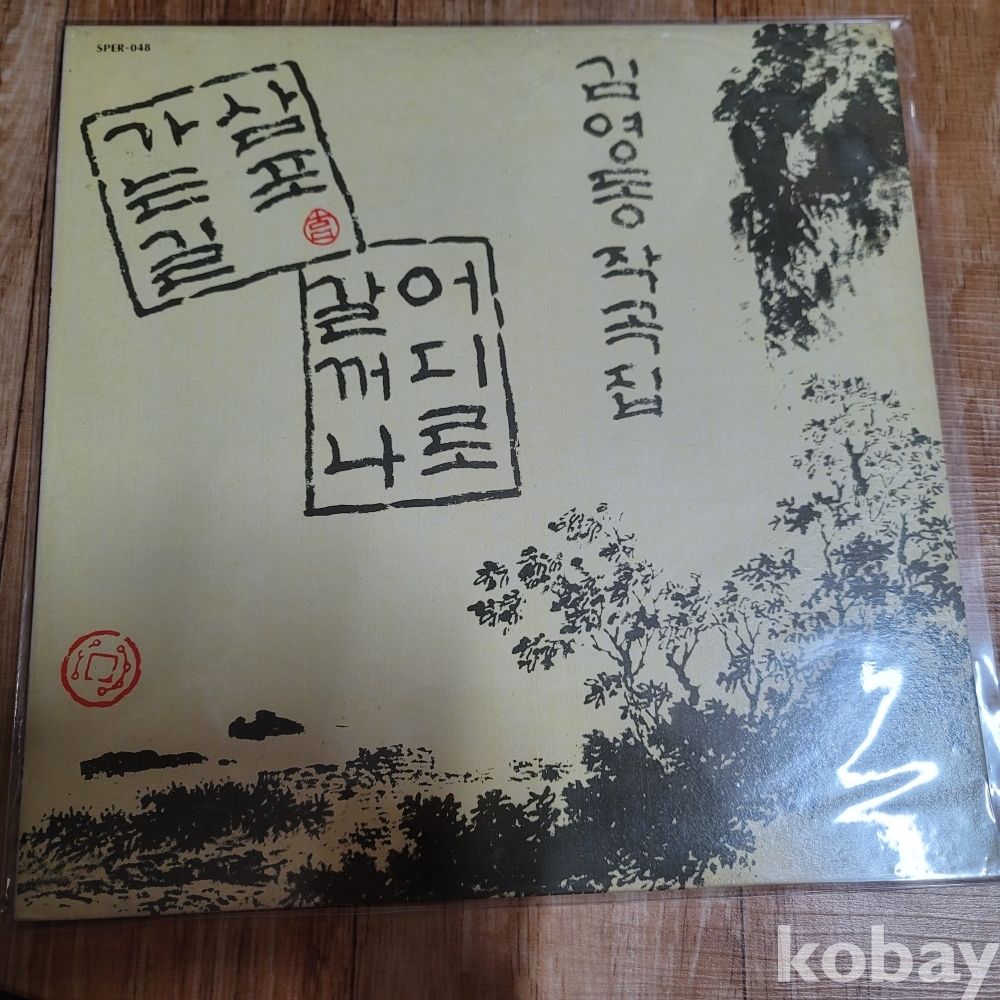 SPER-048
삼포
가는길
어디로
갈꺼나
김영동작곡집
kobay